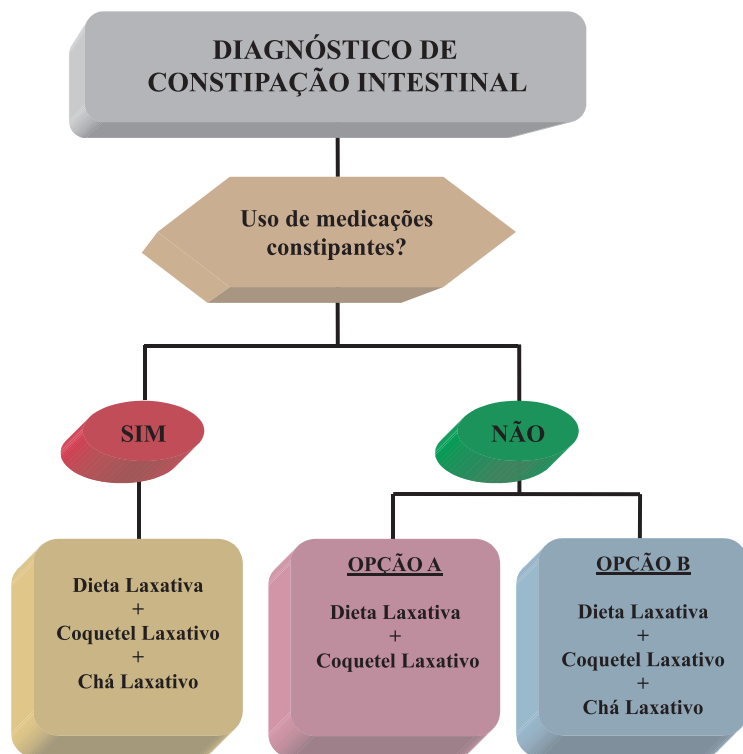 DIAGNÓSTICO DE
CONSTIPAÇÃO INTESTINAL
Uso de medicações
constipantes?
SIM
NÃO
Dieta Laxativa
+
Coquetel Laxativo
+
Chá Laxativo
OPÇÃO A
Dieta Laxativa
+
Coquetel Laxativo
OPÇÃO B
Dieta Laxativa
+
Coquetel Laxativo
+
Chá Laxativo